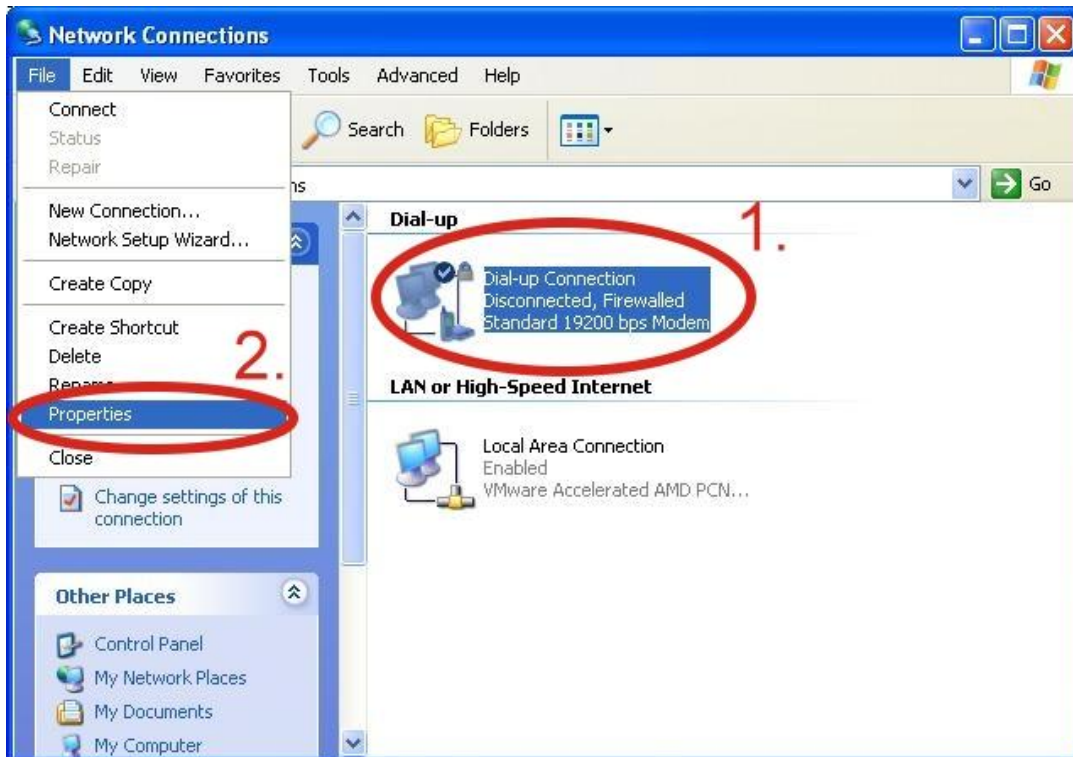 Network Connections
File Edit View Favorites Tools Advanced Help
Connect
Status
Repair
New Connection...
Network Setup Wizard...
Create Copy
Create Shortcut
Delete
Rename
Properties
Close
2.
Search Folders
ns
Go
Change settings of this
connection
Other Places
Control Panel
My Network Places
My Documents
My Computer
Dial-up
1.
Dial-up Connection
Disconnected, Firewalled
Standard 19200 bps Modem
LAN or High-Speed Internet
Local Area Connection
Enabled
VMware Accelerated AMD PCN...